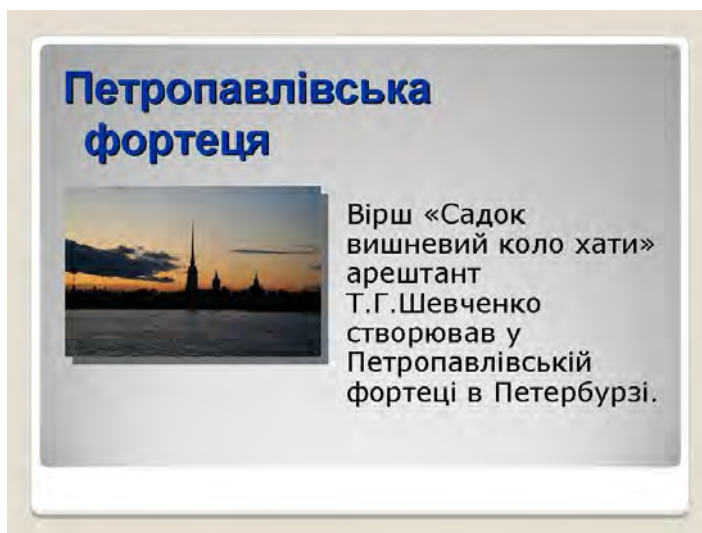 Петропавлівська
фортеця
Вірш «Садок
вишневий коло хати»
арештант
Т.Г.Шевченко
створював у
Петропавлівській
фортеці в Петербурзі.